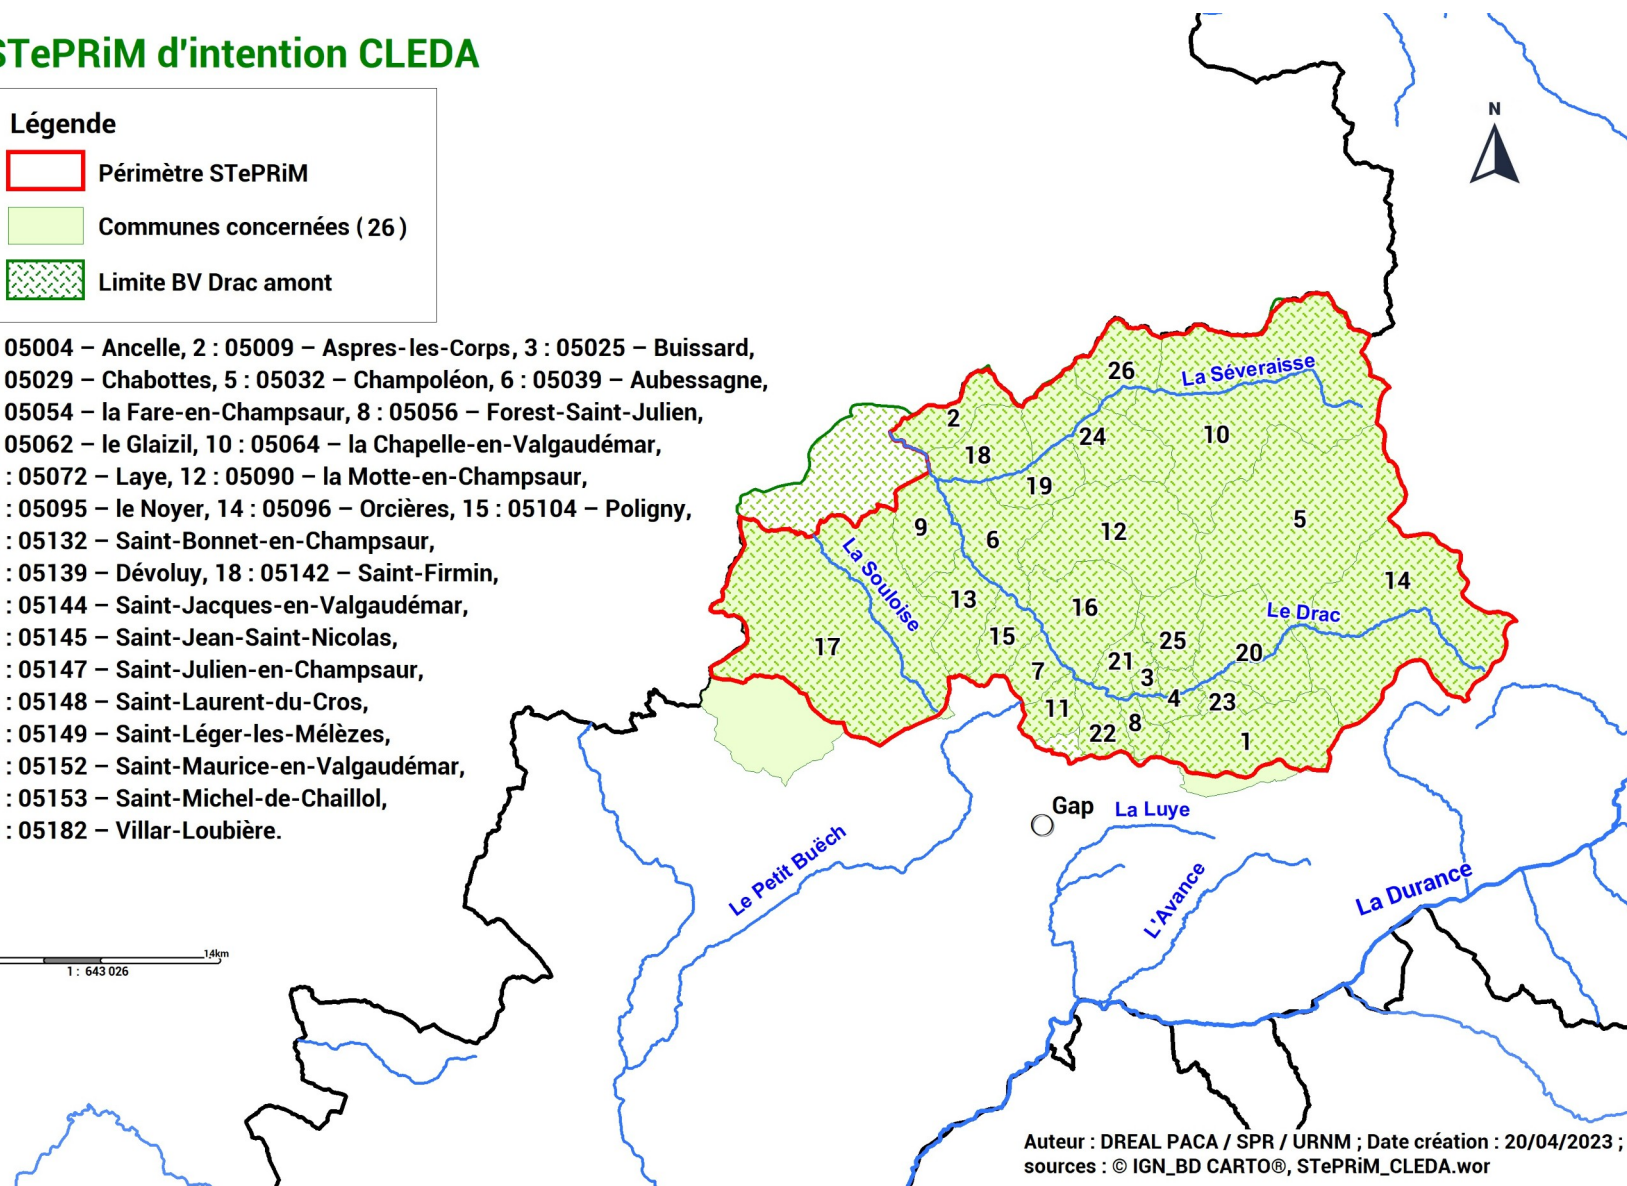 STePRiM d'intention CLEDA
Légende
Périmètre STePRiM
Communes concernées ( 26 )
Limite BV Drac amont
05004 – Ancelle, 2 : 05009 – Aspres-les-Corps, 3 : 05025 – Buissard,
05029 – Chabottes, 5 : 05032 – Champoléon, 6 : 05039 – Aubessagne,
05054 – la Fare-en-Champsaur, 8 : 05056 – Forest-Saint-Julien,
05062 – le Glaizil, 10 : 05064 – la Chapelle-en-Valgaudémar,
: 05072 – Laye, 12 : 05090 – la Motte-en-Champsaur,
: 05095 – le Noyer, 14 : 05096 – Orcières, 15 : 05104 – Poligny,
: 05132 – Saint-Bonnet-en-Champsaur,
: 05139 – Dévoluy, 18 : 05142 – Saint-Firmin,
: 05144 – Saint-Jacques-en-Valgaudémar,
: 05145 – Saint-Jean-Saint-Nicolas,
: 05147 – Saint-Julien-en-Champsaur,
: 05148 – Saint-Laurent-du-Cros,
: 05149 – Saint-Léger-les-Mélèzes,
: 05152 – Saint-Maurice-en-Valgaudémar,
: 05153 – Saint-Michel-de-Chaillol,
: 05182 – Villar-Loubière.
14km
1 : 643 026
N
26
La Séveraisse
2
24
10
18
19
5
9
6
12
La Souloise
14
13
16
Le Drac
15
25
17
20
21
7
3
4
23
11
8
22
1
Gap
La Luye
Le Petit Buëch
L'Avance
La Durance
Auteur : DREAL PACA / SPR / URNM ; Date création : 20/04/2023 ;
sources : © IGN_BD CARTO®, STePRiM_CLEDA.wor